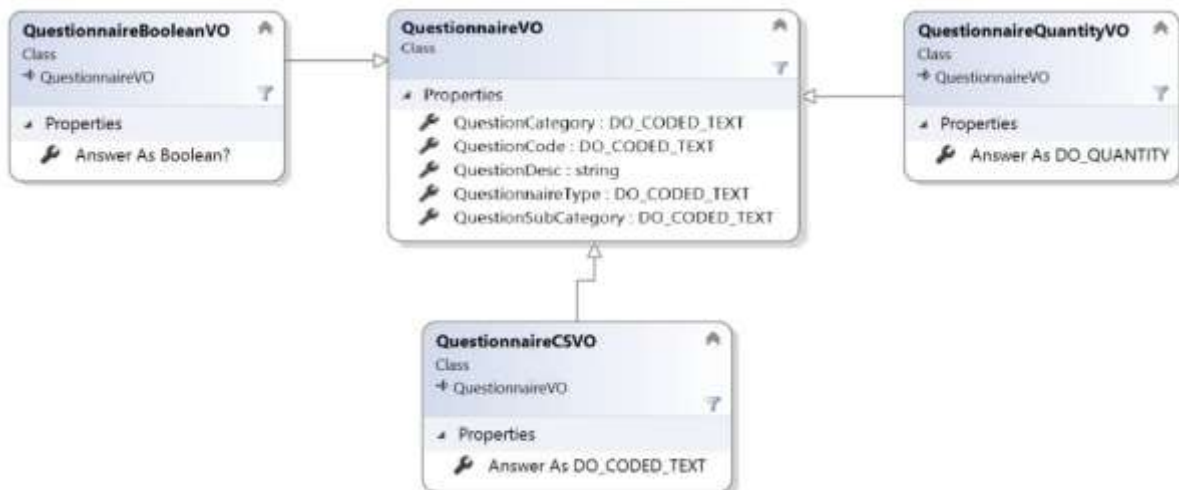 QuestionnaireBooleanVO
Class
QuestionnaireVO
Properties
Answer As Boolean?
QuestionnaireVO
Class
Properties
QuestionCategory : DO_CODED_TEXT
QuestionCode : DO_CODED_TEXT
QuestionDesc : string
QuestionnaireType : DO_CODED_TEXT
QuestionSubCategory : DO_CODED_TEXT
QuestionnaireQuantityVO
Class
QuestionnaireVO
Properties
Answer As DO_QUANTITY
QuestionnaireCSVO
Class
QuestionnaireVO
Properties
Answer As DO_CODED_TEXT